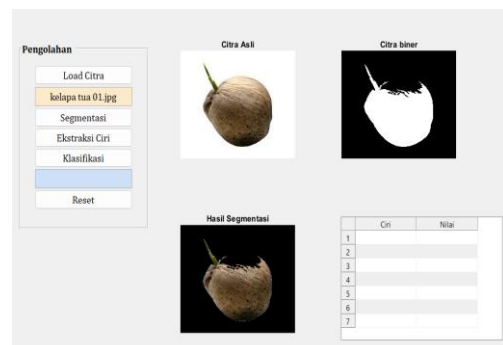 Pengolahan
Load Citra
kelapa tua 01.jpg
Segmentasi
Ekstraksi Ciri
Klasifikasi
Reset
Citra Asli
Citra biner
Hasil Segmentasi
Ciri Nilai
1
2
3
4
5
6
7